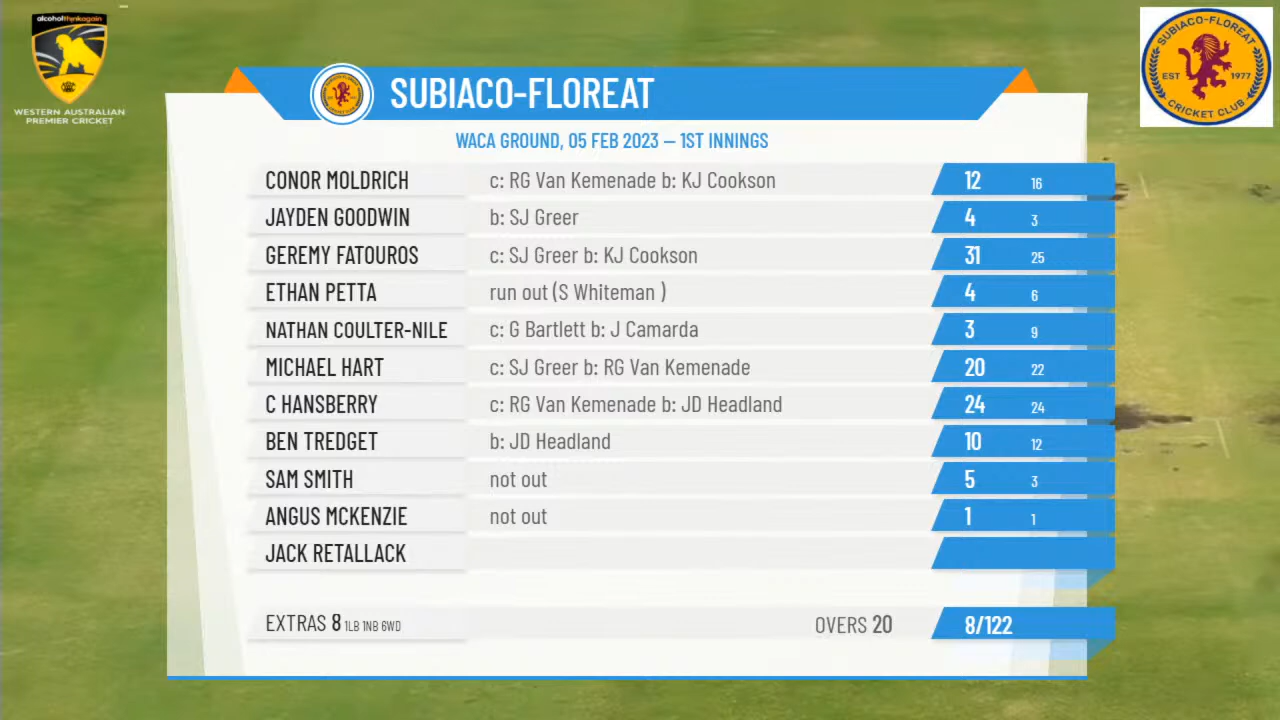 alcoholthinkagain
WESTERN AUSTRALIAN
PREMIER CRICKET
SUBIACO-FLOREAT
EST 1977
CRICKET CLUB
SUBIACO-FLOREAT
WACA GROUND, 05 FEB 2023 – 1ST INNINGS
CONOR MOLDRICH c: RG Van Kemenade b: KJ Cookson 12 16
JAYDEN GOODWIN b: SJ Greer 4 3
GEREMY FATOUROS c: SJ Greer b: KJ Cookson 31 25
ETHAN PETTA run out (S Whiteman ) 4 6
NATHAN COULTER-NILE c: G Bartlett b: J Camarda 3 9
MICHAEL HART c: SJ Greer b: RG Van Kemenade 20 22
C HANSBERRY c: RG Van Kemenade b: JD Headland 24 24
BEN TREDGET b: JD Headland 10 12
SAM SMITH not out 5 3
ANGUS MCKENZIE not out 1 1
JACK RETALLACK
EXTRAS 8 1LB 1NB 6WD OVERS 20 8/122